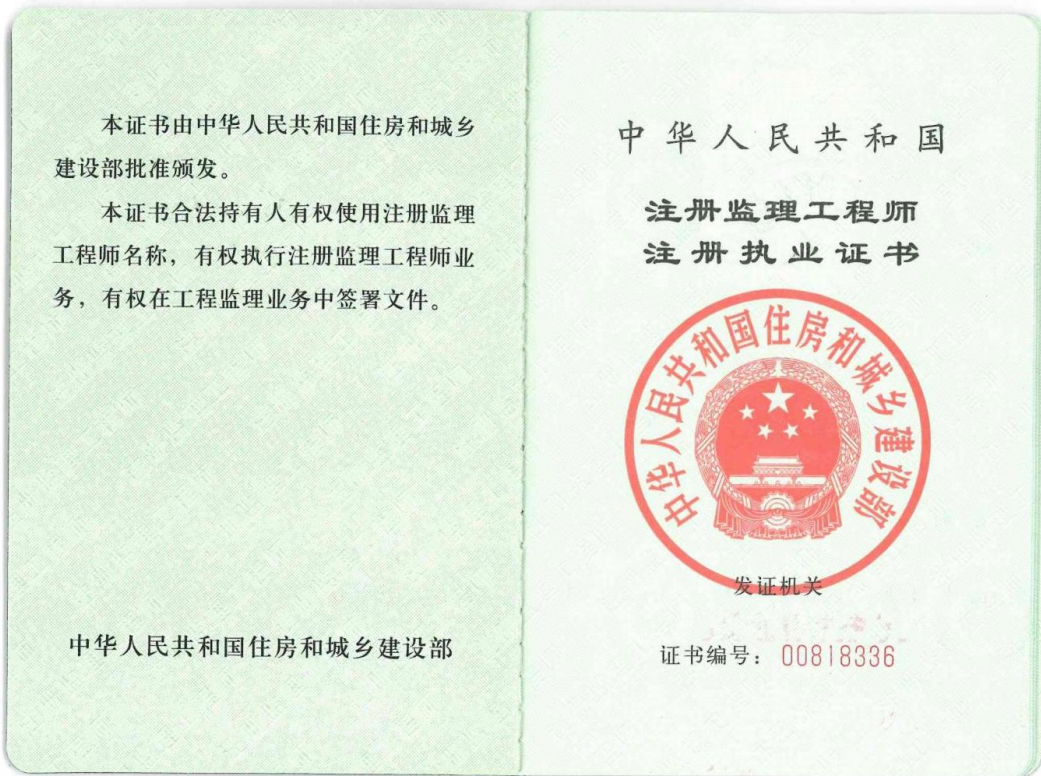 本证书由中华人民共和国住房和城乡
建设部批准颁发。
本证书合法持有人有权使用注册监理
工程师名称，有权执行注册监理工程师业
务，有权在工程监理业务中签署文件。
中华人民共和国住房和城乡建设部
中华人民共和国
注册监理工程师
注册执业证书
中华人民共和国住房和城乡建设部
发证机关
证书编号：00818336